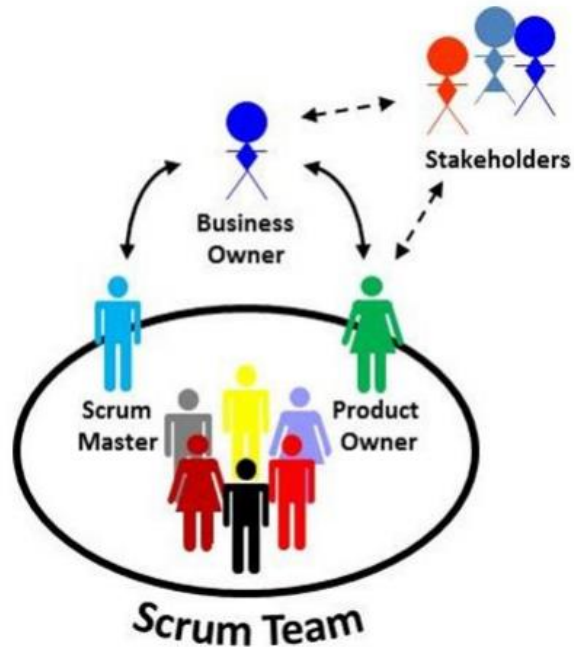 Stakeholders
Business
Owner
Scrum
Master
Product
Owner
Scrum Team